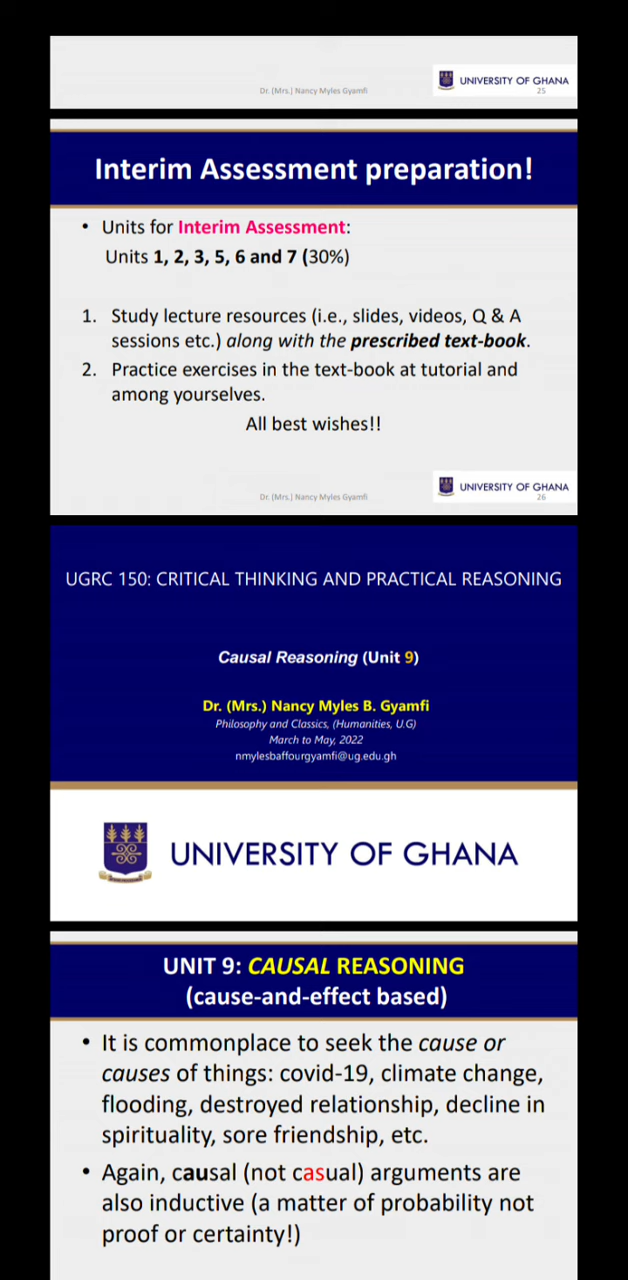 Dr. (Mrs.) Nancy Myles Gyamfi
UNIVERSITY OF GHANA
25
Interim Assessment preparation!
• Units for Interim Assessment:
Units 1, 2, 3, 5, 6 and 7 (30%)
1. Study lecture resources (i.e., slides, videos, Q & A
sessions etc.) along with the prescribed text-book.
2. Practice exercises in the text-book at tutorial and
among yourselves.
All best wishes!!
Dr. (Mrs.) Nancy Myles Gyamfi
UNIVERSITY OF GHANA
26
UGRC 150: CRITICAL THINKING AND PRACTICAL REASONING
Causal Reasoning (Unit 9)
Dr. (Mrs.) Nancy Myles B. Gyamfi
Philosophy and Classics, (Humanities, U.G)
March to May, 2022
nmylesbaffourgyamfi@ug.edu.gh
UNIVERSITY OF GHANA
UNIT 9: CAUSAL REASONING
(cause-and-effect based)
• It is commonplace to seek the cause or
causes of things: covid-19, climate change,
flooding, destroyed relationship, decline in
spirituality, sore friendship, etc.
• Again, causal (not casual) arguments are
also inductive (a matter of probability not
proof or certainty!)